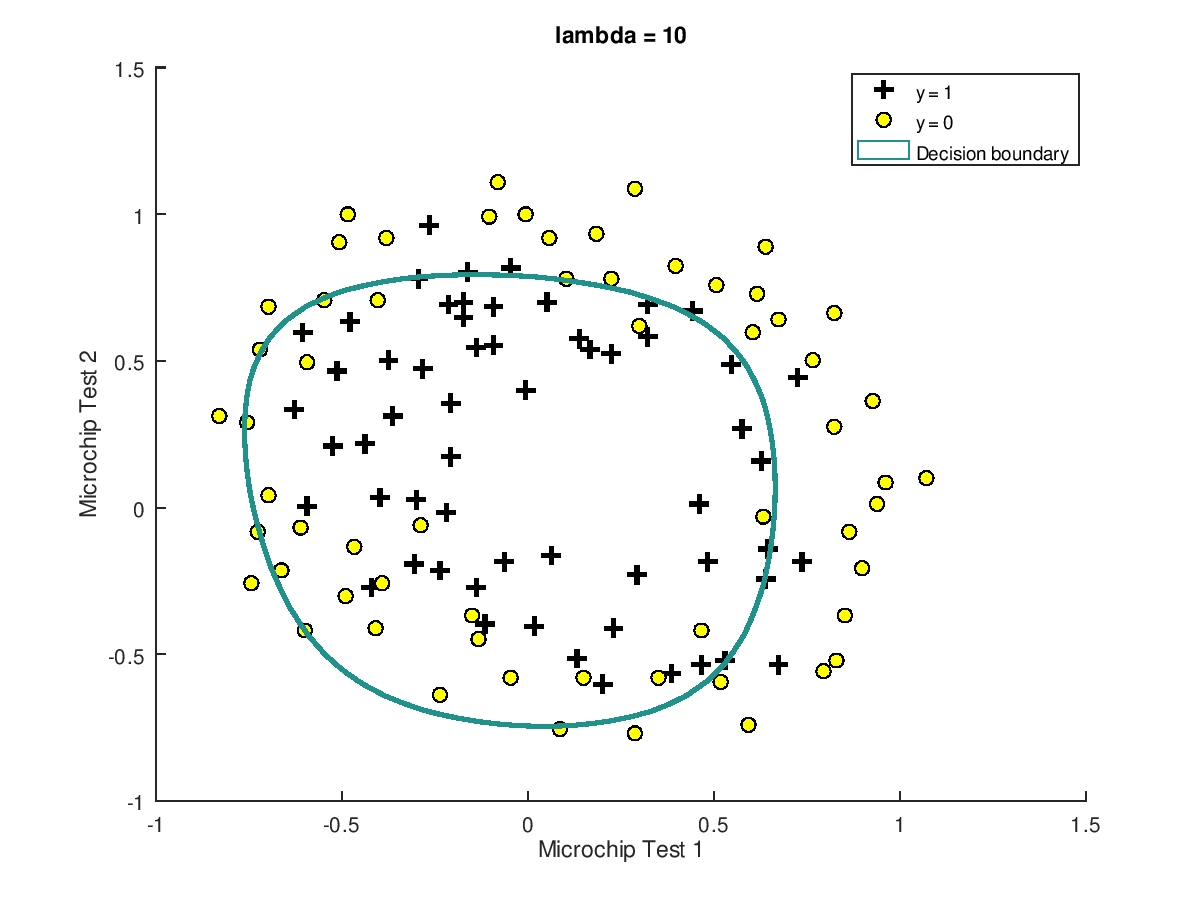 lambda = 10
y = 1
y = 0
Decision boundary
1.5
1
0.5
0
-0.5
-1
Microchip Test 2
-1
-0.5
0
0.5
1
1.5
Microchip Test 1